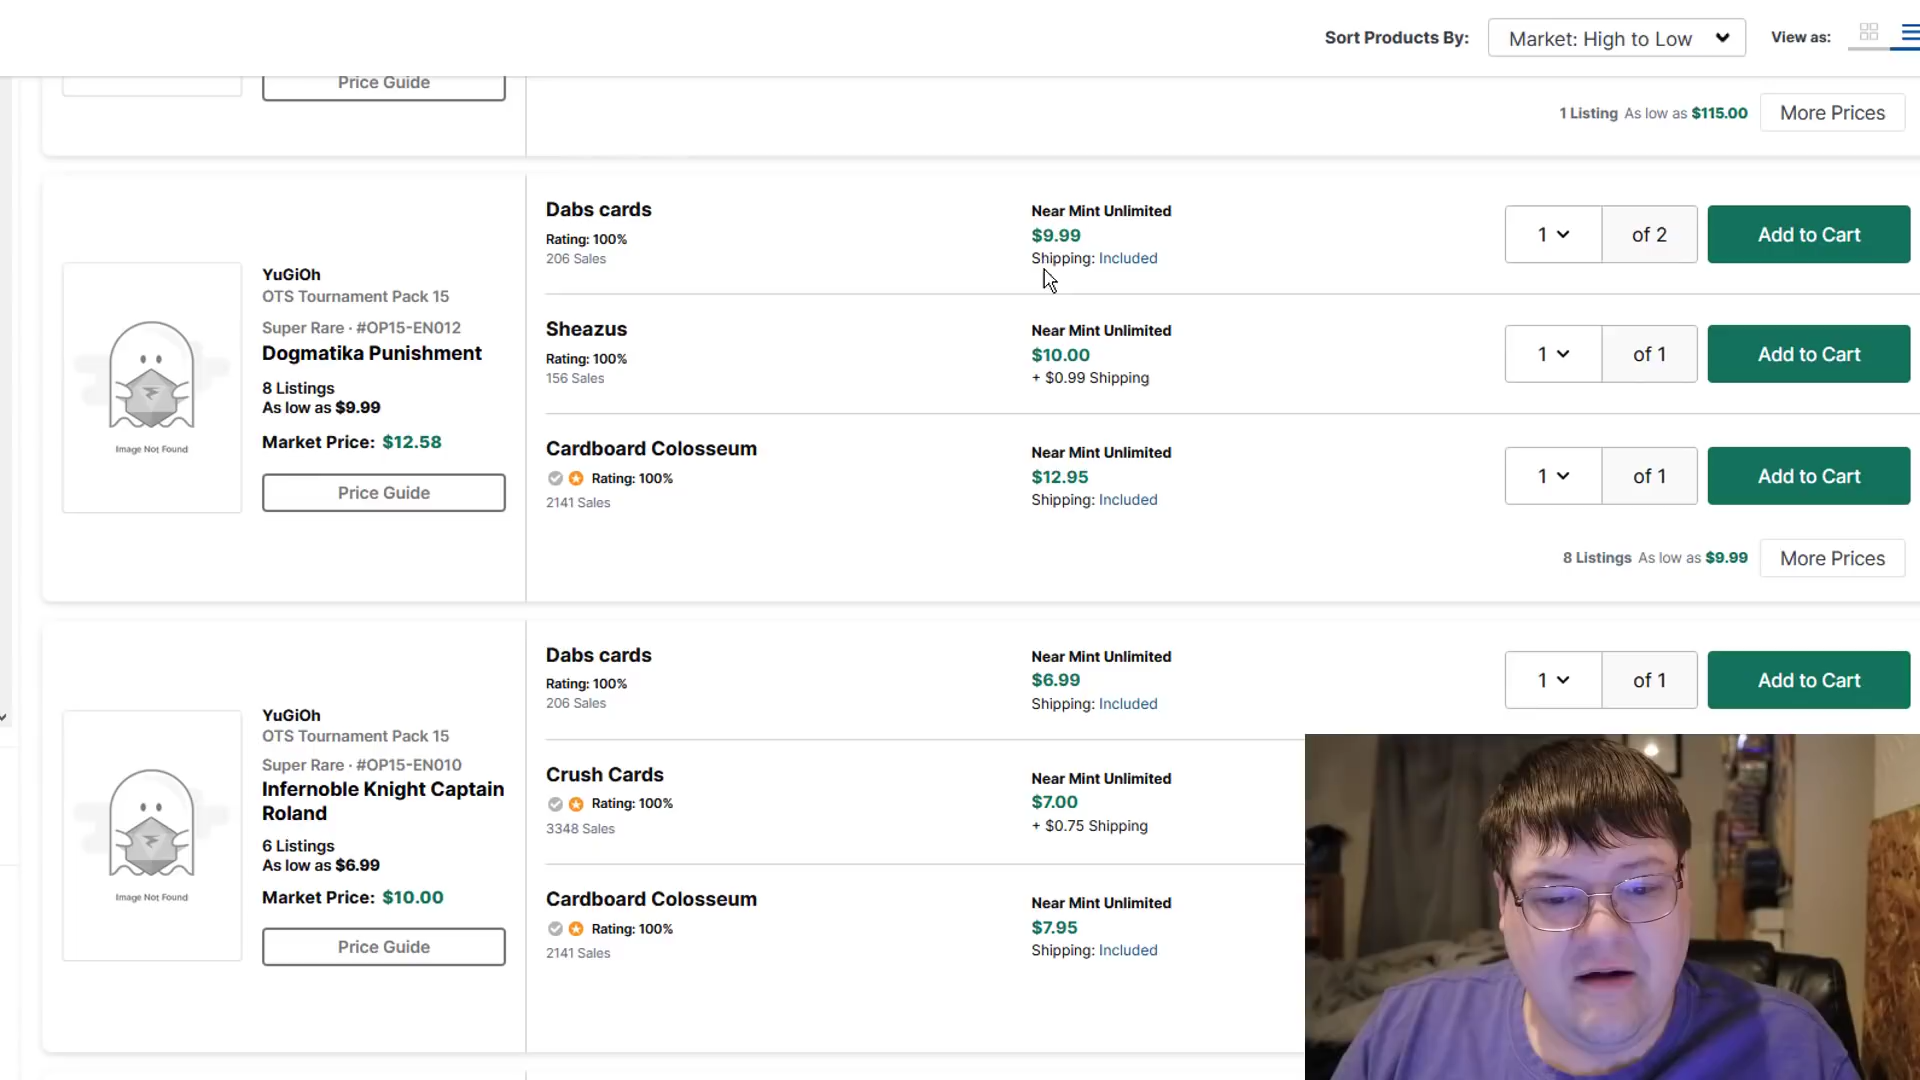 Sort Products By:
Market: High to Low
View as:
Price Guide
1 Listing As low as $115.00
More Prices
YuGiOh
OTS Tournament Pack 15
Super Rare · #OP15-EN012
Dogmatika Punishment
8 Listings
As low as $9.99
Market Price: $12.58
Price Guide
Image Not Found
Dabs cards
Rating: 100%
206 Sales
Near Mint Unlimited
$9.99
Shipping: Included
1
of 2
Add to Cart
Sheazus
Rating: 100%
156 Sales
Near Mint Unlimited
$10.00
+ $0.99 Shipping
1
of 1
Add to Cart
Cardboard Colosseum
Rating: 100%
2141 Sales
Near Mint Unlimited
$12.95
Shipping: Included
1
of 1
Add to Cart
8 Listings As low as $9.99
More Prices
YuGiOh
OTS Tournament Pack 15
Super Rare · #OP15-EN010
Infernoble Knight Captain
Roland
6 Listings
As low as $6.99
Market Price: $10.00
Price Guide
Image Not Found
Dabs cards
Rating: 100%
206 Sales
Near Mint Unlimited
$6.99
Shipping: Included
1
of 1
Add to Cart
Crush Cards
Rating: 100%
3348 Sales
Near Mint Unlimited
$7.00
+ $0.75 Shipping
Cardboard Colosseum
Rating: 100%
2141 Sales
Near Mint Unlimited
$7.95
Shipping: Included